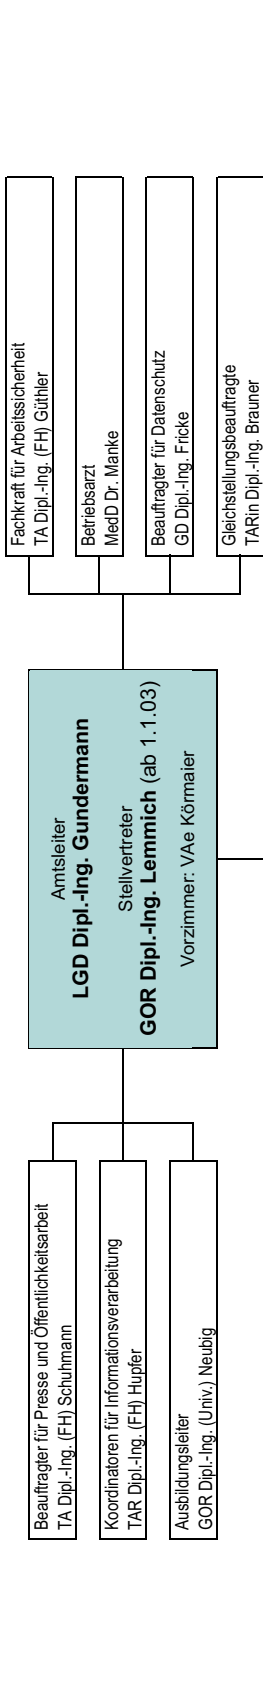 Beauftragter für Presse und Öffentlichkeitsarbeit
TA Dipl.-Ing. (FH) Schuhmann
Koordinatoren für Informationsverarbeitung
TAR Dipl.-Ing. (FH) Hupfer
Ausbildungsleiter
GOR Dipl.-Ing. (Univ.) Neubig
Amtsleiter
LGD Dipl.-Ing. Gundermann
Stellvertreter
GOR Dipl.-Ing. Lemmich (ab 1.1.03)
Vorzimmer: VAe Körmaier
Fachkraft für Arbeitssicherheit
TA Dipl.-Ing. (FH) Güthler
Betriebsarzt
MedD Dr. Manke
Beauftragter für Datenschutz
GD Dipl.-Ing. Fricke
Gleichstellungsbeauftragte
TARin Dipl.-Ing. Brauner